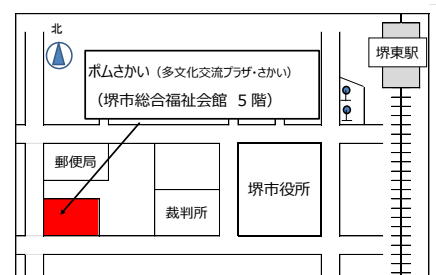 北
堺東駅
ポムさかい（多文化交流プラザ・さかい）
（堺市総合福祉会館 5階）
郵便局
堺市役所
裁判所